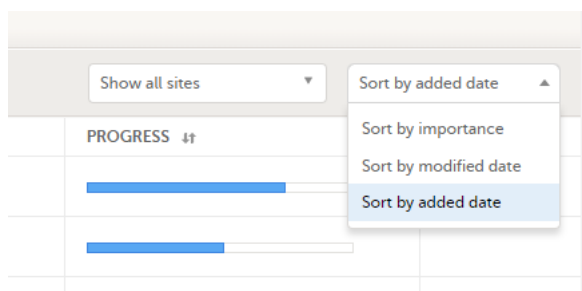 Show all sites
Sort by added date
PROGRESS
Sort by importance
Sort by modified date
Sort by added date